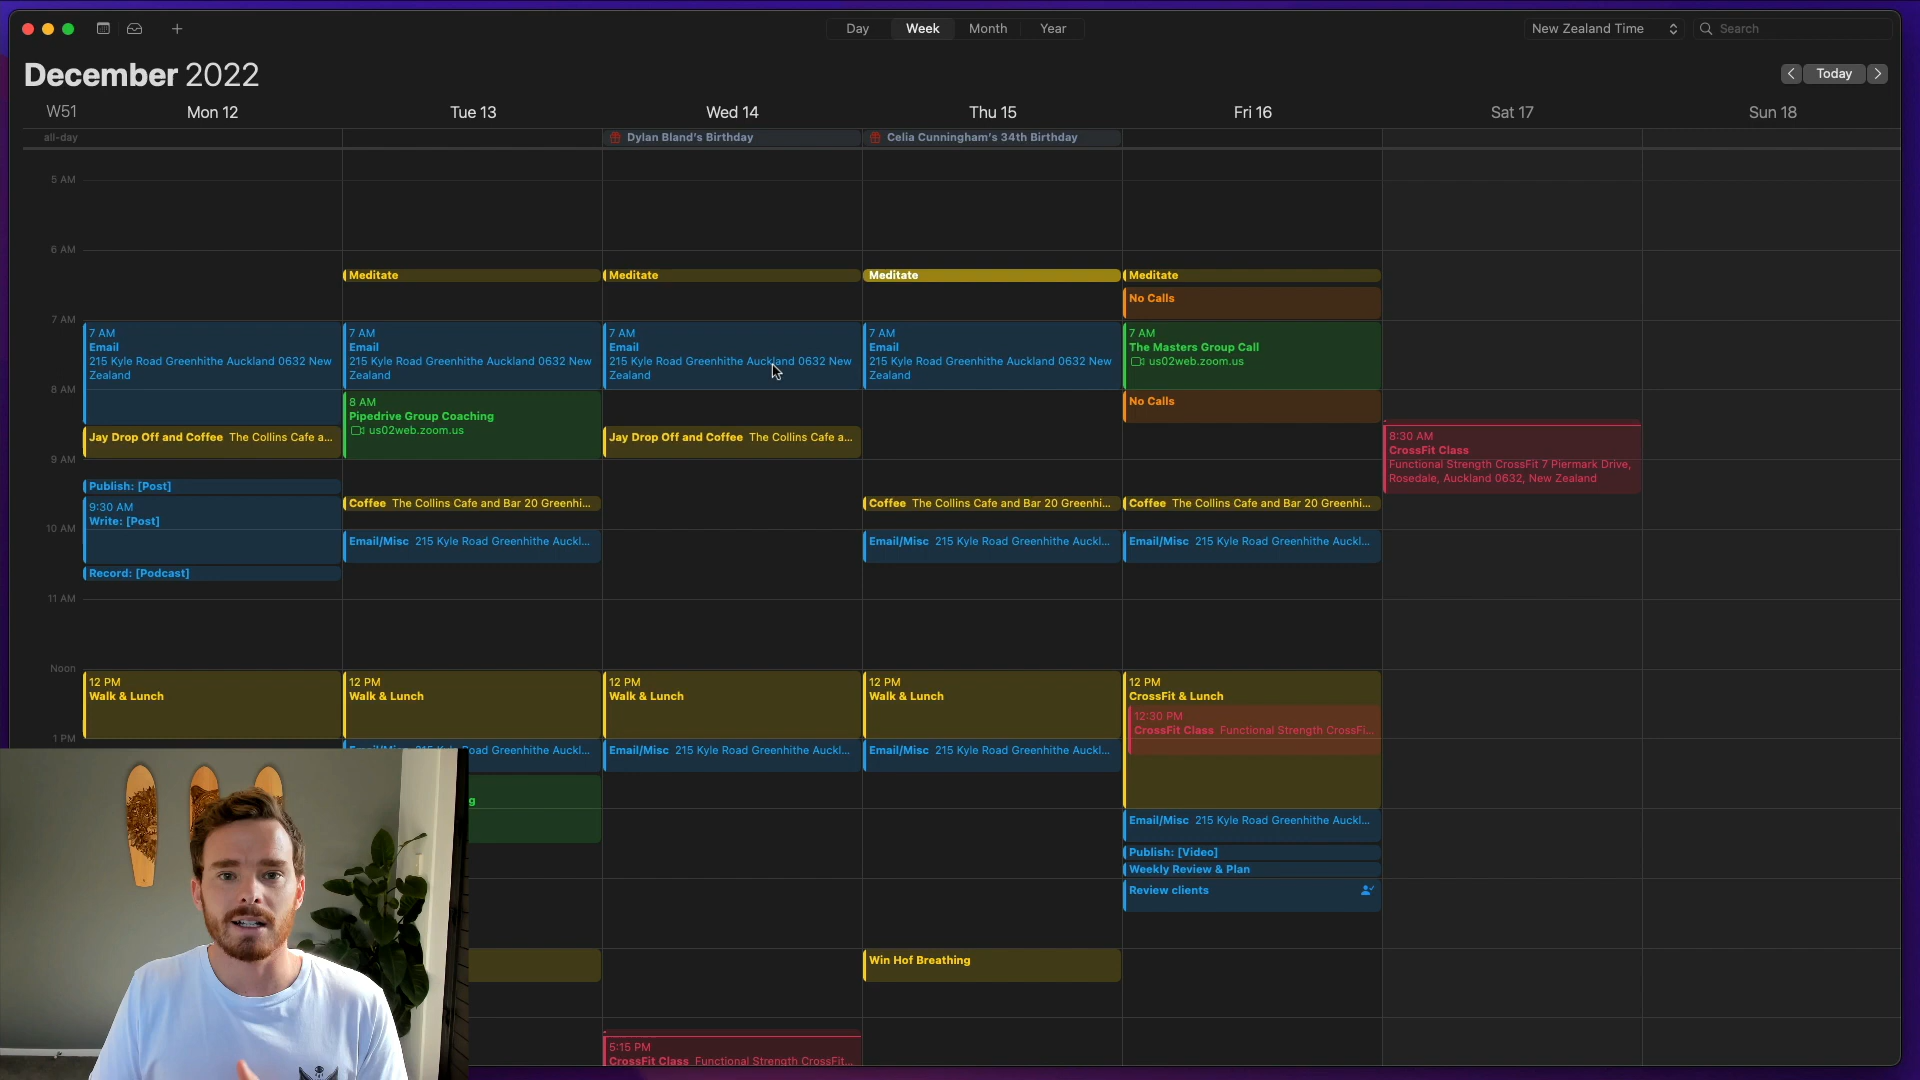 Day
Week
Month
Year
New Zealand Time
Search
December 2022
Today
W51
Mon 12
Tue 13
Wed 14
Thu 15
Fri 16
Sat 17
Sun 18
all-day
Dylan Bland's Birthday
Celia Cunningham's 34th Birthday
5 AM
6 AM
7 AM
8 AM
9 AM
10 AM
11 AM
Noon
1 PM
7 AM
Email
215 Kyle Road Greenhithe Auckland 0632 New
Zealand
Jay Drop Off and Coffee The Collins Cafe a...
Publish: [Post]
9:30 AM
Write: [Post]
Record: [Podcast]
12 PM
Walk & Lunch
Meditate
7 AM
Email
215 Kyle Road Greenhithe Auckland 0632 New
Zealand
8 AM
Pipedrive Group Coaching
us02web.zoom.us
Coffee The Collins Cafe and Bar 20 Greenhi...
Email/Misc 215 Kyle Road Greenhithe Auckl...
12 PM
Walk & Lunch
Email/Misc 215 Kyle Road Greenhithe Auckl...
g
Meditate
7 AM
Email
215 Kyle Road Greenhithe Auckland 0632 New
Zealand
Jay Drop Off and Coffee The Collins Cafe a...
12 PM
Walk & Lunch
Email/Misc 215 Kyle Road Greenhithe Auckl...
5:15 PM
CrossFit Class Functional Strength CrossFit...
Meditate
7 AM
Email
215 Kyle Road Greenhithe Auckland 0632 New
Zealand
Coffee The Collins Cafe and Bar 20 Greenhi...
Email/Misc 215 Kyle Road Greenhithe Auckl...
12 PM
Walk & Lunch
Email/Misc 215 Kyle Road Greenhithe Auckl...
Win Hof Breathing
Meditate
No Calls
7 AM
The Masters Group Call
us02web.zoom.us
No Calls
Coffee The Collins Cafe and Bar 20 Greenhi...
Email/Misc 215 Kyle Road Greenhithe Auckl...
12 PM
CrossFit & Lunch
12:30 PM
CrossFit Class Functional Strength CrossFi...
Email/Misc 215 Kyle Road Greenhithe Auckl...
Publish: [Video]
Weekly Review & Plan
Review clients
8:30 AM
CrossFit Class
Functional Strength CrossFit 7 Piermark Drive,
Rosedale, Auckland 0632, New Zealand